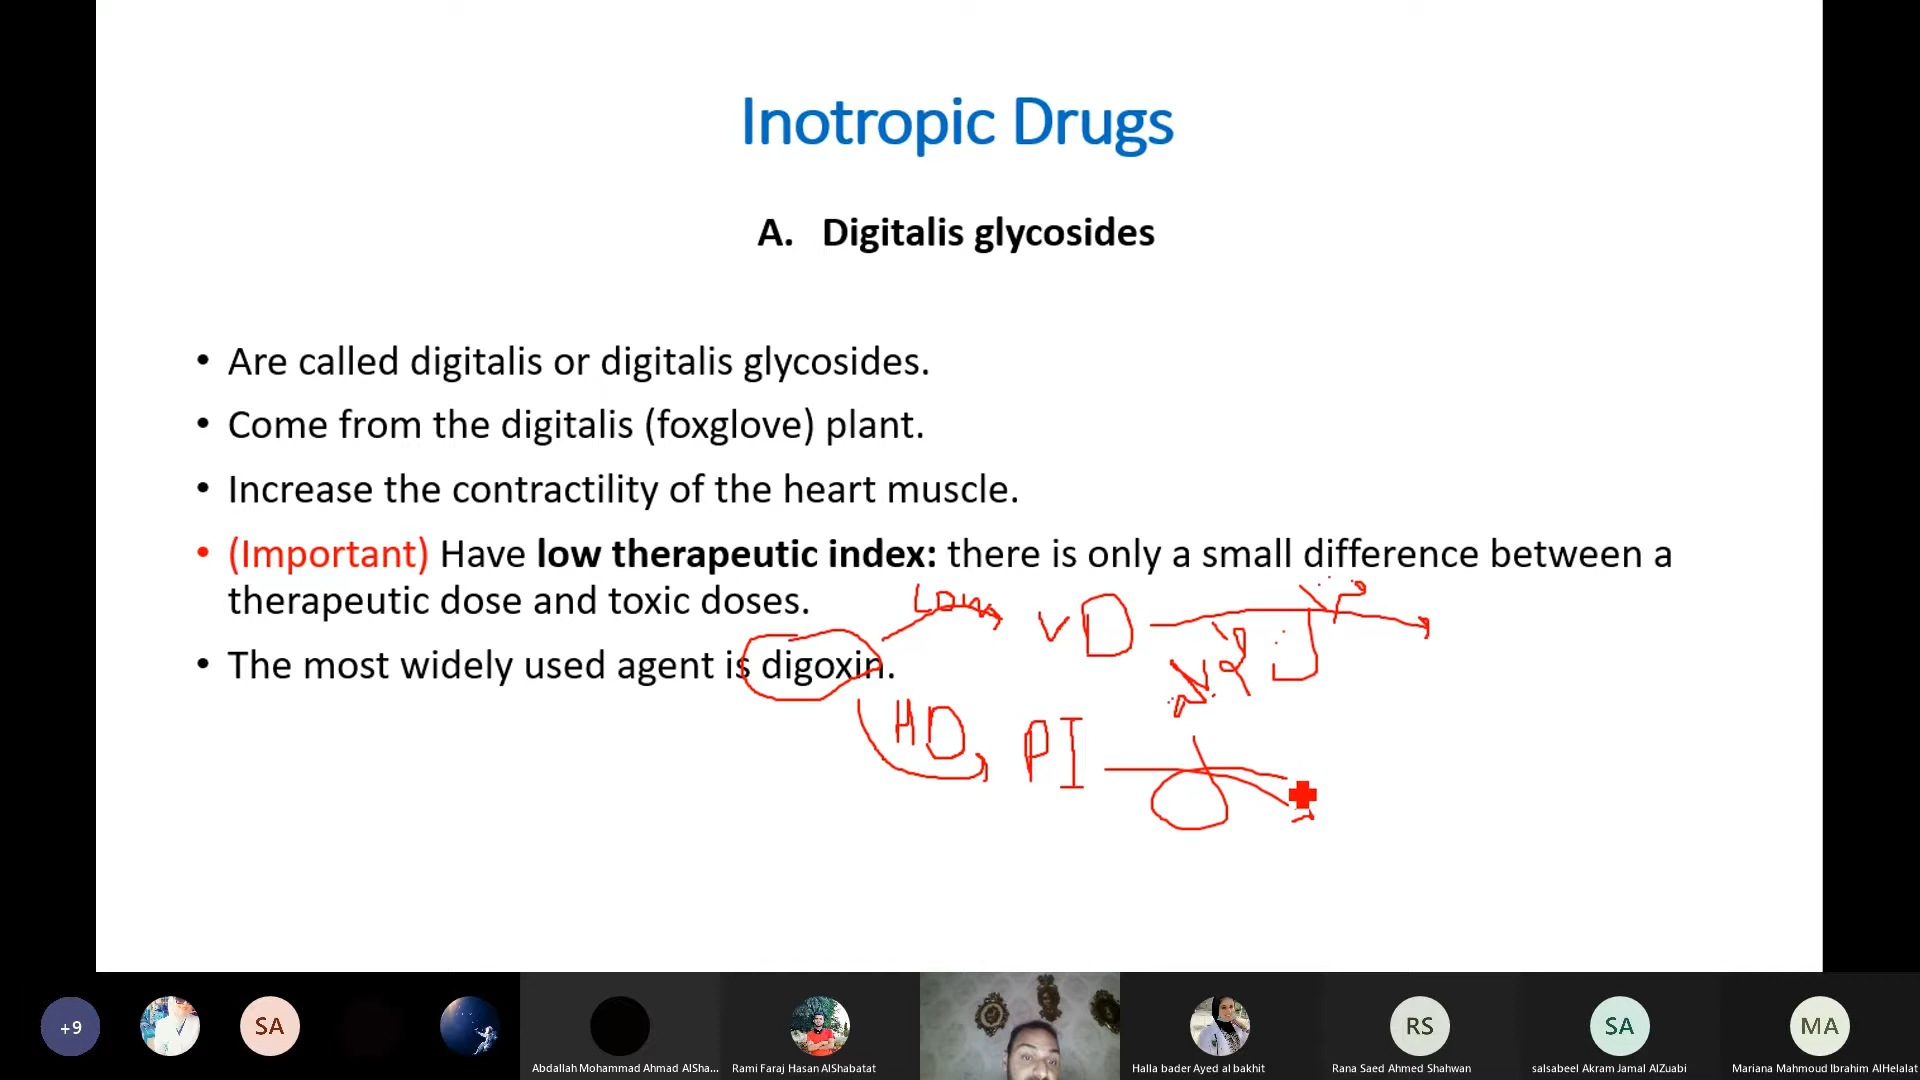 Inotropic Drugs
A. Digitalis glycosides
• Are called digitalis or digitalis glycosides.
• Come from the digitalis (foxglove) plant.
• Increase the contractility of the heart muscle.
• (Important) Have low therapeutic index: there is only a small difference between a
therapeutic dose and toxic doses.
• The most widely used agent is digoxin.
Low VD
HD PI
+9
SA
Abdallah Mohammad Ahmad AlSha...
Rami Faraj Hasan AlShabatat
Halla bader Ayed al bakhit
RS
Rana Saed Ahmed Shahwan
SA
salsabeel Akram Jamal AlZuabi
MA
Mariana Mahmoud Ibrahim AlHelalat